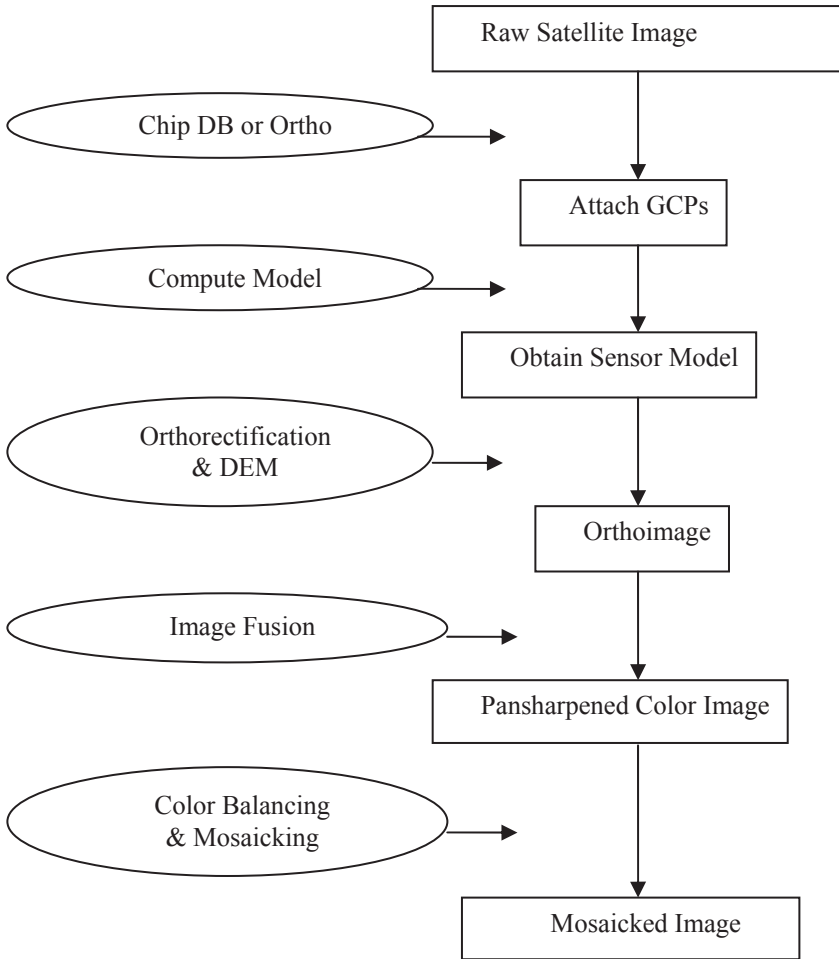 Raw Satellite Image
Chip DB or Ortho
Attach GCPs
Compute Model
Obtain Sensor Model
Orthorectification
& DEM
Orthoimage
Image Fusion
Pansharpened Color Image
Color Balancing
& Mosaicking
Mosaicked Image